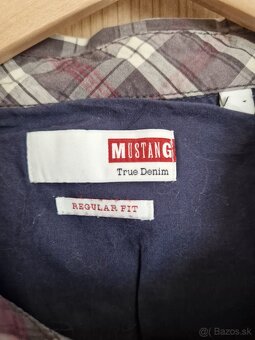 MUSTANG
True Denim
REGULAR FIT
© Bazos.sk